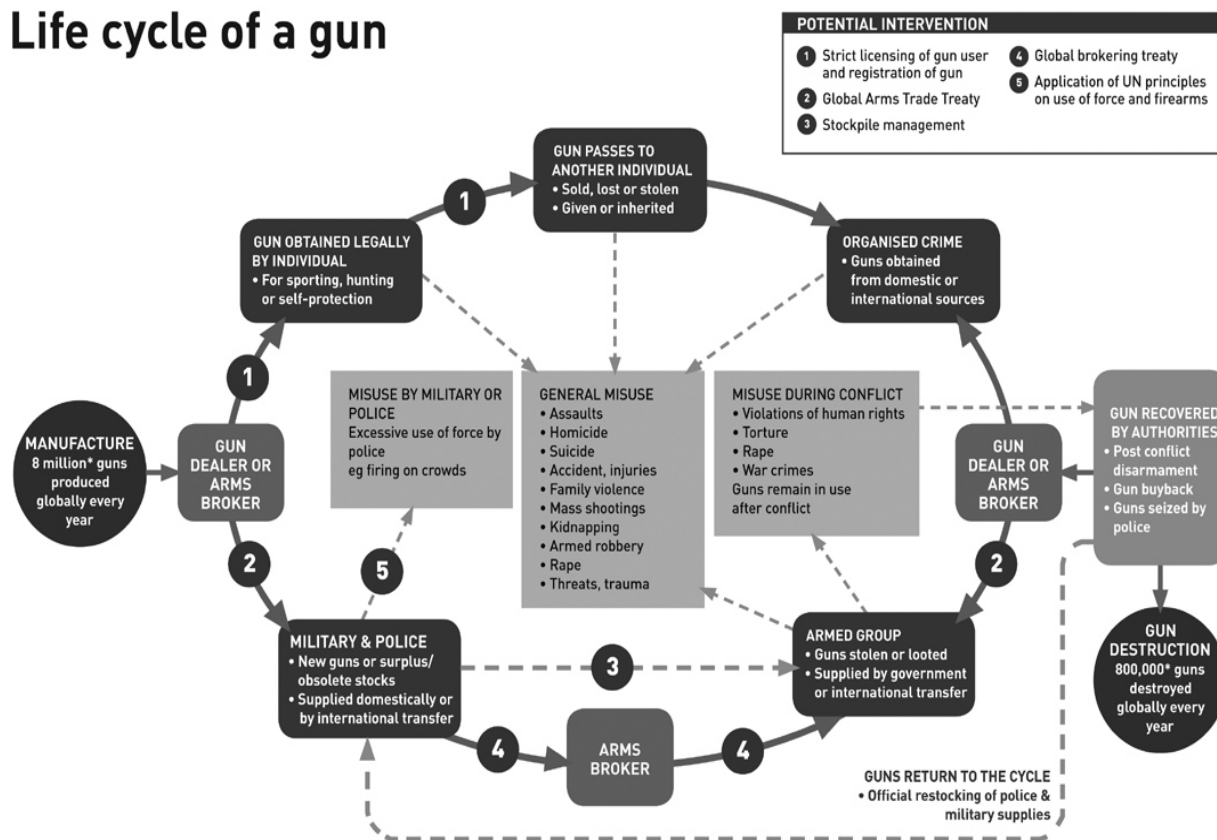 Life cycle of a gun
POTENTIAL INTERVENTION
1 Strict licensing of gun user
and registration of gun
2 Global Arms Trade Treaty
3 Stockpile management
4 Global brokering treaty
5 Application of UN principles
on use of force and firearms
GUN PASSES TO
ANOTHER INDIVIDUAL
• Sold, lost or stolen
• Given or inherited
1
GUN OBTAINED LEGALLY
BY INDIVIDUAL
• For sporting, hunting
or self-protection
ORGANISED CRIME
• Guns obtained
from domestic or
international sources
1
MANUFACTURE
8 million* guns
produced
globally every
year
GUN
DEALER OR
ARMS
BROKER
MISUSE BY MILITARY OR
POLICE
Excessive use of force by
police
eg firing on crowds
GENERAL MISUSE
• Assaults
• Homicide
• Suicide
• Accident, injuries
• Family violence
• Mass shootings
• Kidnapping
• Armed robbery
• Rape
• Threats, trauma
MISUSE DURING CONFLICT
• Violations of human rights
• Torture
• Rape
• War crimes
Guns remain in use
after conflict
GUN
DEALER OR
ARMS
BROKER
GUN RECOVERED
BY AUTHORITIES
• Post conflict
disarmament
• Gun buyback
• Guns seized by
police
2
5
2
MILITARY & POLICE
• New guns or surplus/
obsolete stocks
• Supplied domestically or
by international transfer
3
ARMED GROUP
• Guns stolen or looted
• Supplied by government
or international transfer
GUN
DESTRUCTION
800,000* guns
destroyed
globally every
year
4
ARMS
BROKER
4
GUNS RETURN TO THE CYCLE
• Official restocking of police &
military supplies